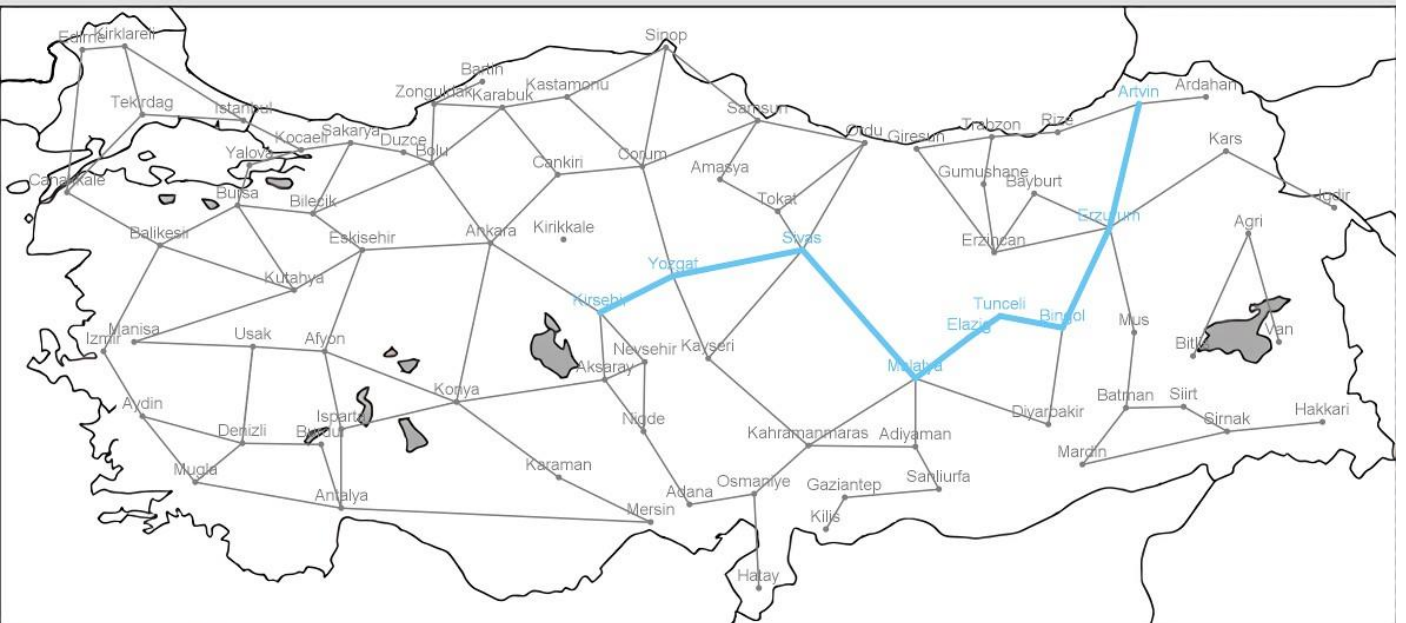 Edirne
Kirklareli
Sinop
Bartin
Zonguldak
Karabuk
Kastamonu
Samsun
Artvin
Ardahan
Tekirdag
Istanbul
Kocaeli
Sakarya
Duzce
Bolu
Ordu
Giresun
Trabzon
Rize
Kars
Yalova
Cankiri
Corum
Amasya
Gumushane
Bayburt
Canakkale
Bursa
Bilecik
Tokat
Igdir
Balikesir
Eskisehir
Ankara
Kirikkale
Sivas
Erzincan
Erzurum
Agri
Kutahya
Yozgat
Kirsehir
Tunceli
Elazig
Bingol
Mus
Izmir
Manisa
Usak
Afyon
Nevsehir
Kayseri
Aksaray
Malatya
Bitlis
Van
Aydin
Konya
Isparta
Burdur
Denizli
Nigde
Kahramanmaras
Adiyaman
Diyarbakir
Batman
Siirt
Sirnak
Hakkari
Mugla
Karaman
Mardin
Antalya
Mersin
Adana
Osmaniye
Gaziantep
Sanliurfa
Kilis
Hatay